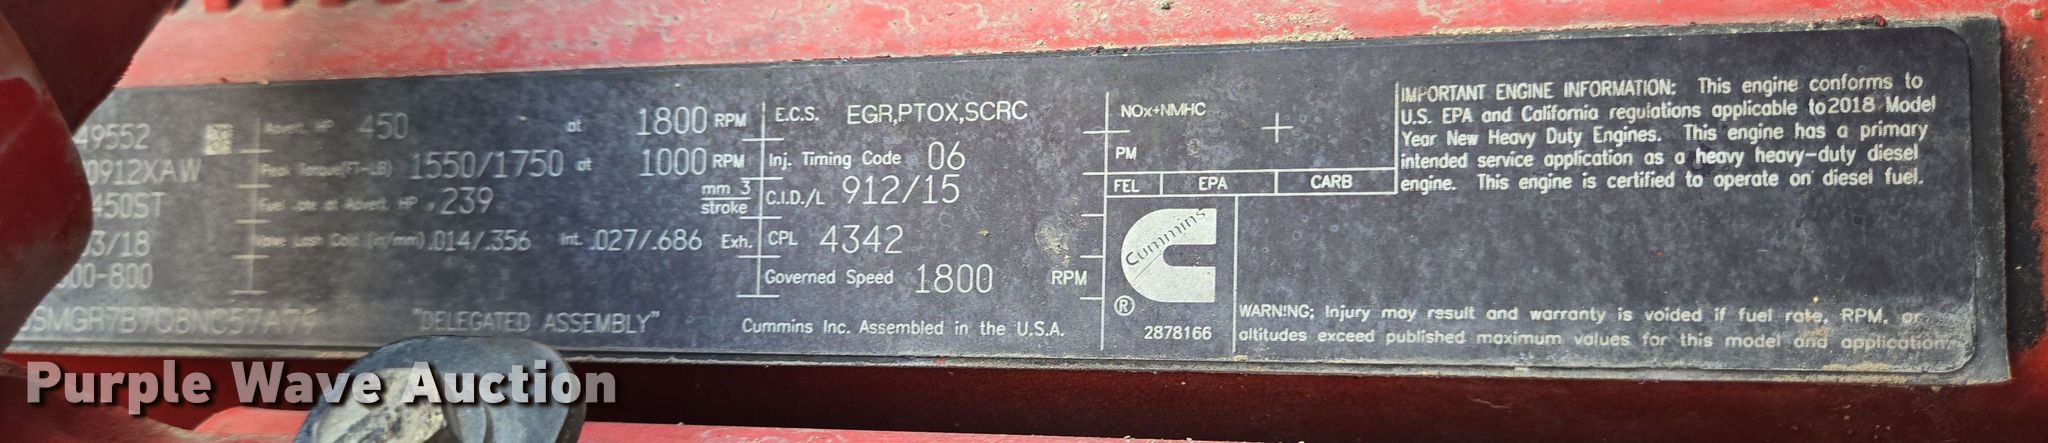 49552
0912XAW
450ST
03/18
00-800
Advert. HP 450 at 1800 RPM
Peak Torque(FT-LB) 1550/1750 at 1000 RPM
Fuel rate at Advert. HP 239 mm 3 stroke
Valve Lash Cold (in/mm) .014/.356 Int. .027/.686 Exh.
"DELEGATED ASSEMBLY"
E.C.S. EGR,PTOX,SCRC
Inj. Timing Code 06
C.I.D./L 912/15
CPL 4342
Governed Speed 1800 RPM
Cummins Inc. Assembled in the U.S.A.
NOx+NMHC
PM
FEL EPA CARB
Cummins
®
2878166
IMPORTANT ENGINE INFORMATION: This engine conforms to
U.S. EPA and California regulations applicable to 2018 Model
Year New Heavy Duty Engines. This engine has a primary
intended service application as a heavy heavy-duty diesel
engine. This engine is certified to operate on diesel fuel.
WARNING: Injury may result and warranty is voided if fuel rate, RPM, or
altitudes exceed published maximum values for this model and application.
Purple Wave Auction